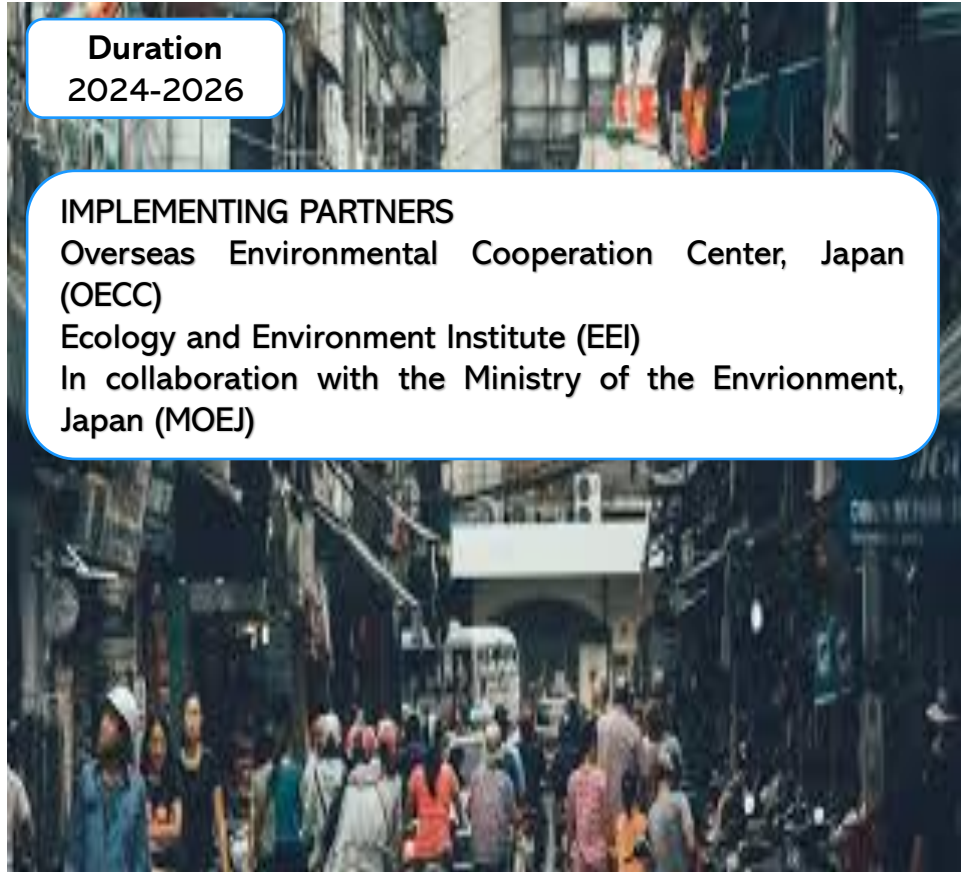 Duration
2024-2026
IMPLEMENTING PARTNERS
Overseas Environmental Cooperation Center, Japan
(OECC)
Ecology and Environment Institute (EEI)
In collaboration with the Ministry of the Envrionment,
Japan (MOEJ)